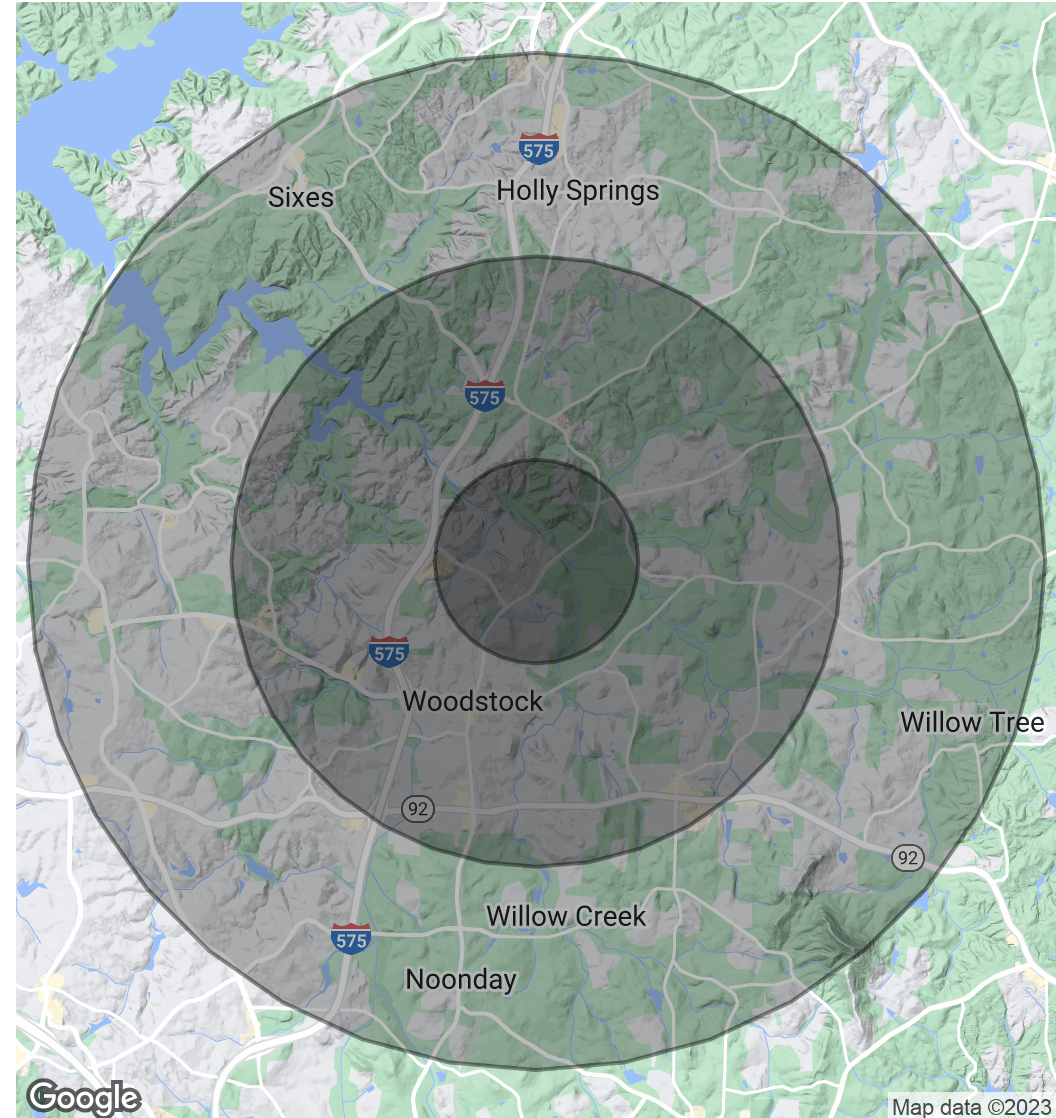 575
Sixes
Holly Springs
575
575
Woodstock
Willow Tree
92
92
Willow Creek
575
Noonday
Google
Map data ©2023